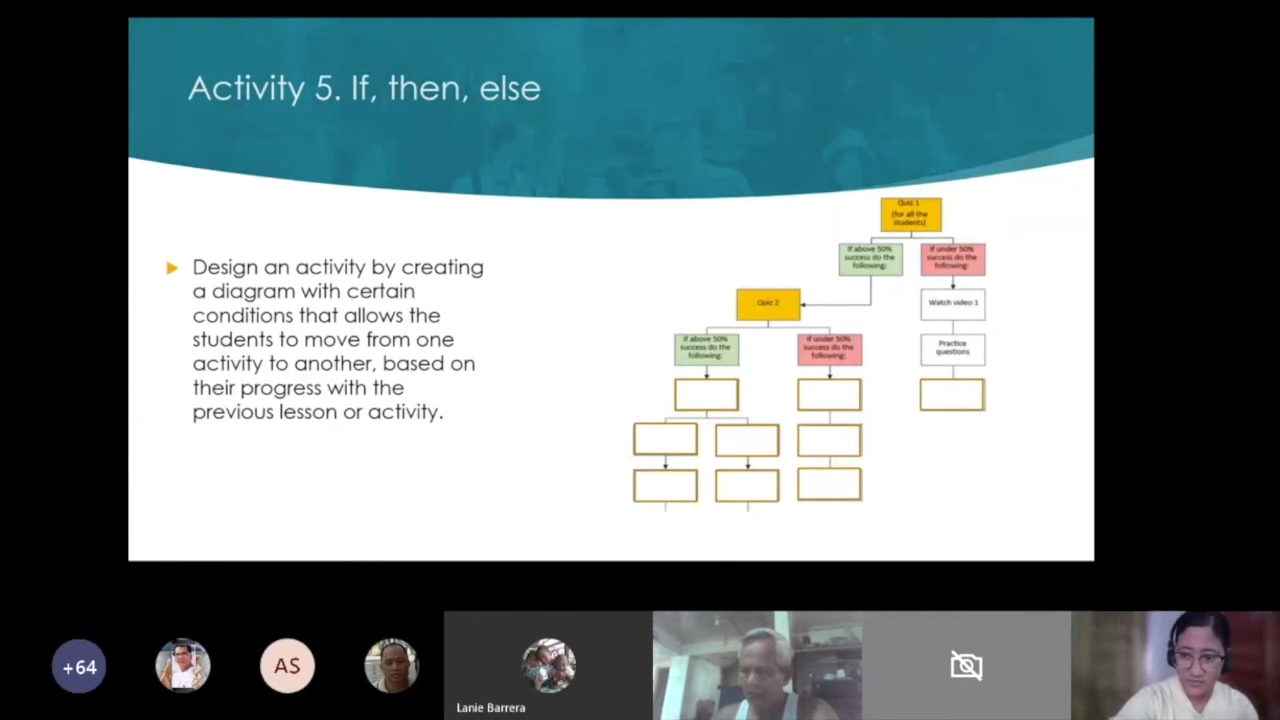 Activity 5. If, then, else
Design an activity by creating
a diagram with certain
conditions that allows the
students to move from one
activity to another, based on
their progress with the
previous lesson or activity.
Quiz 1
(for all the
students)
If above 50%
success do the
following:
If under 50%
success do the
following:
Quiz 2
Watch video 1
If above 50%
success do the
following:
If under 50%
success do the
following:
Practice
questions
+64
AS
Lanie Barrera